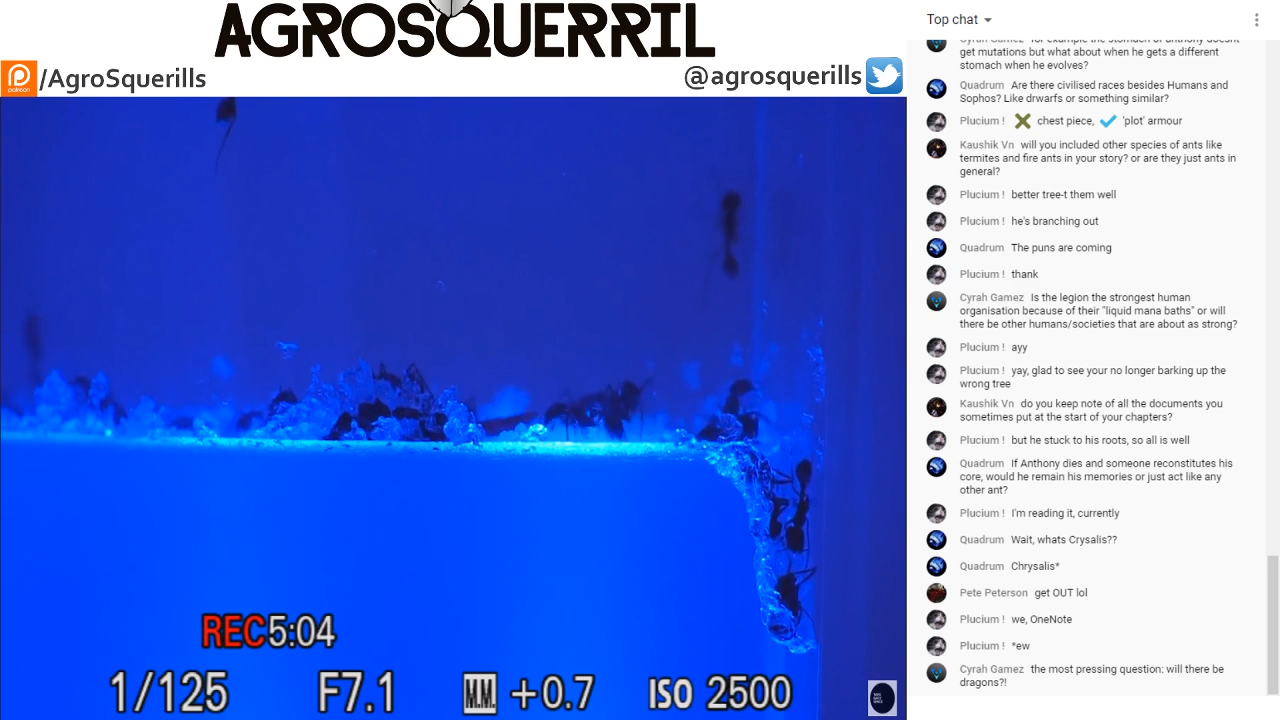 AGROSQUERRIL
/AgroSquerills
@agrosquerills
patreon
REC5:04
1/125 F7.1 M.M. +0.7 ISO 2500
Top chat
Cyrah Gamez for example the stomach of anthony doesnt
get mutations but what about when he gets a different
stomach when he evolves?
Quadrum Are there civilised races besides Humans and
Sophos? Like drwarfs or something similar?
Plucium ! chest piece, 'plot' armour
Kaushik Vn will you included other species of ants like
termites and fire ants in your story? or are they just ants in
general?
Plucium ! better tree-t them well
Plucium ! he's branching out
Quadrum The puns are coming
Plucium ! thank
Cyrah Gamez Is the legion the strongest human
organisation because of their "liquid mana baths" or will
there be other humans/societies that are about as strong?
Plucium ! ayy
Plucium ! yay, glad to see your no longer barking up the
wrong tree
Kaushik Vn do you keep note of all the documents you
sometimes put at the start of your chapters?
Plucium ! but he stuck to his roots, so all is well
Quadrum If Anthony dies and someone reconstitutes his
core, would he remain his memories or just act like any
other ant?
Plucium ! I'm reading it, currently
Quadrum Wait, whats Crysalis??
Quadrum Chrysalis*
Pete Peterson get OUT lol
Plucium ! we, OneNote
Plucium ! *ew
Cyrah Gamez the most pressing question: will there be
dragons?!